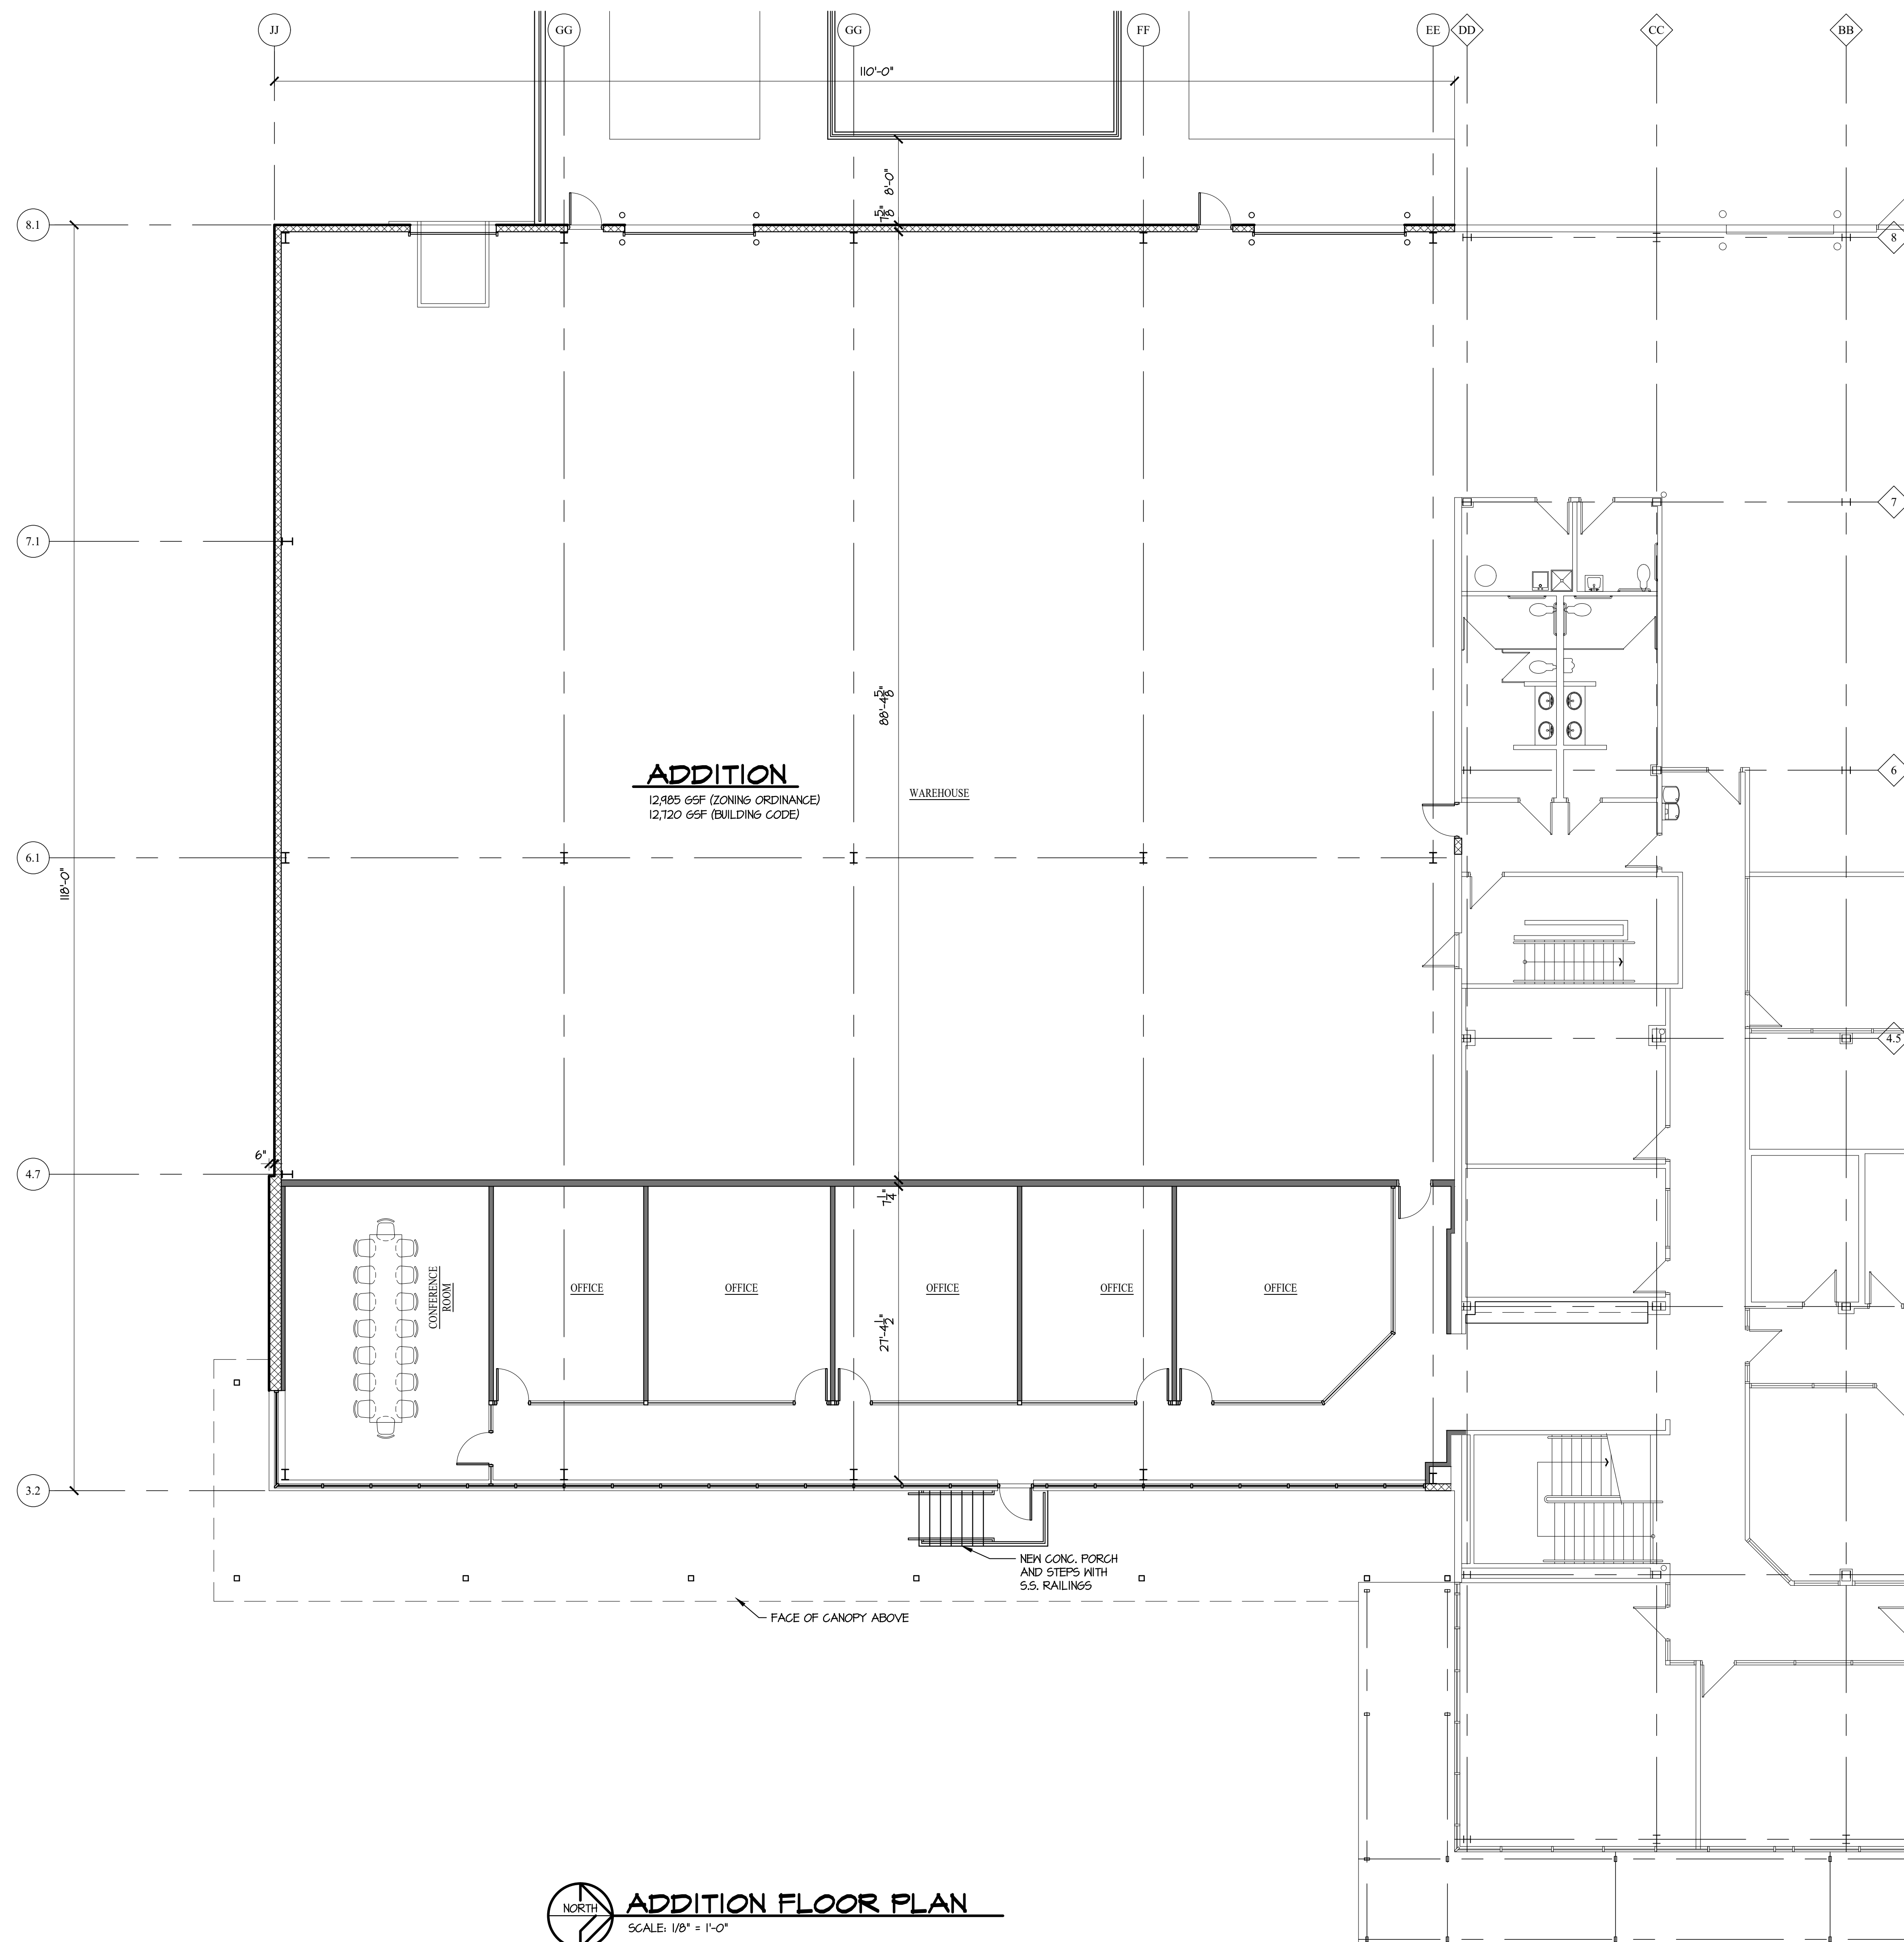 JJ
GG
GG
FF
EE
DD
CC
BB
110'-0"
8'-0"
7 5/8"
8.1
8
7
7.1
88'-4 5/8"
ADDITION
12,985 GSF (ZONING ORDINANCE)
12,720 GSF (BUILDING CODE)
WAREHOUSE
6
6.1
118'-0"
4.5
6"
4.7
7 1/4"
CONFERENCE
ROOM
OFFICE
OFFICE
OFFICE
OFFICE
OFFICE
27'-4 1/2"
3.2
NEW CONC. PORCH
AND STEPS WITH
S.S. RAILINGS
FACE OF CANOPY ABOVE
NORTH
ADDITION FLOOR PLAN
SCALE: 1/8" = 1'-0"